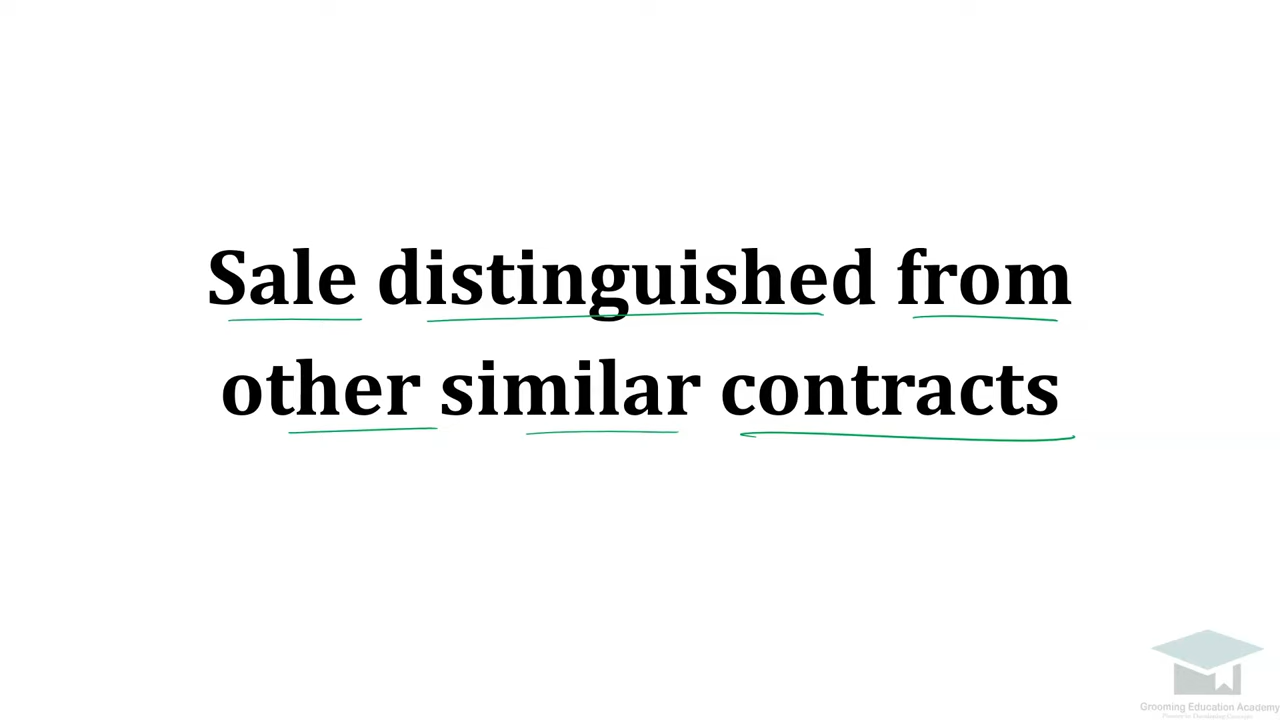 Sale distinguished from
other similar contracts
Grooming Education Academy